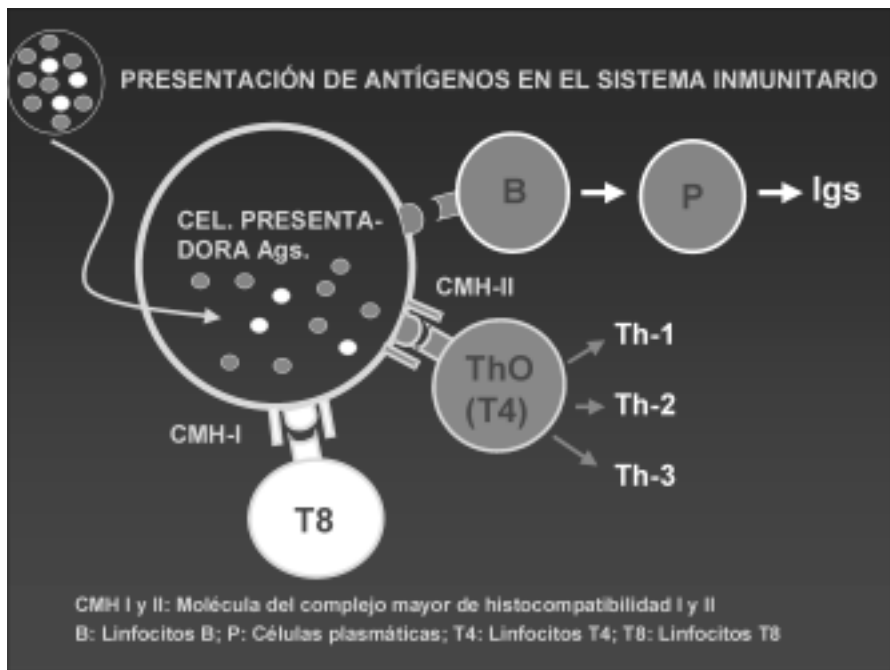 PRESENTACIÓN DE ANTÍGENOS EN EL SISTEMA INMUNITARIO
B
P
Igs
CEL. PRESENTA-
DORA Ags.
CMH-II
Th-1
ThO
(T4)
Th-2
CMH-I
Th-3
T8
CMH I y II: Molécula del complejo mayor de histocompatibilidad I y II
B: Linfocitos B; P: Células plasmáticas; T4: Linfocitos T4; T8: Linfocitos T8